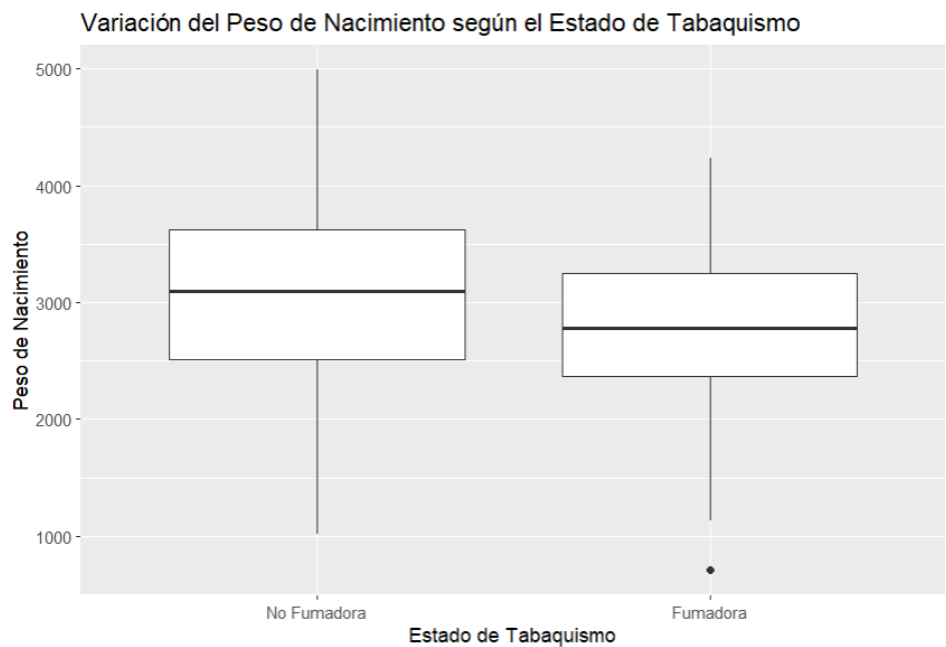 Variación del Peso de Nacimiento según el Estado de Tabaquismo
Peso de Nacimiento
5000
4000
3000
2000
1000
No Fumadora
Fumadora
Estado de Tabaquismo